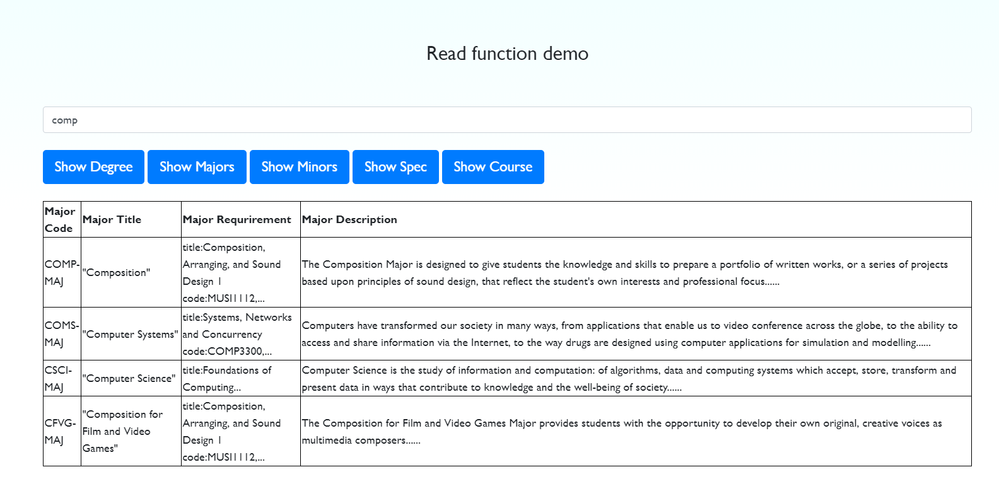 Read function demo
comp
Show Degree Show Majors Show Minors Show Spec Show Course
Major
Code
Major Title
Major Requrirement
Major Description
COMP-
MAJ
"Composition"
title:Composition,
Arranging, and Sound
Design 1
code:MUSI1112,...
The Composition Major is designed to give students the knowledge and skills to prepare a portfolio of written works, or a series of projects
based upon principles of sound design, that reflect the student's own interests and professional focus......
COMS-
MAJ
"Computer Systems"
title:Systems, Networks
and Concurrency
code:COMP3300,...
Computers have transformed our society in many ways, from applications that enable us to video conference across the globe, to the ability to
access and share information via the Internet, to the way drugs are designed using computer applications for simulation and modelling......
CSCI-
MAJ
"Computer Science"
title:Foundations of
Computing...
Computer Science is the study of information and computation: of algorithms, data and computing systems which accept, store, transform and
present data in ways that contribute to knowledge and the well-being of society......
CFVG-
MAJ
"Composition for
Film and Video
Games"
title:Composition,
Arranging, and Sound
Design 1
code:MUSI1112,...
The Composition for Film and Video Games Major provides students with the opportunity to develop their own original, creative voices as
multimedia composers......